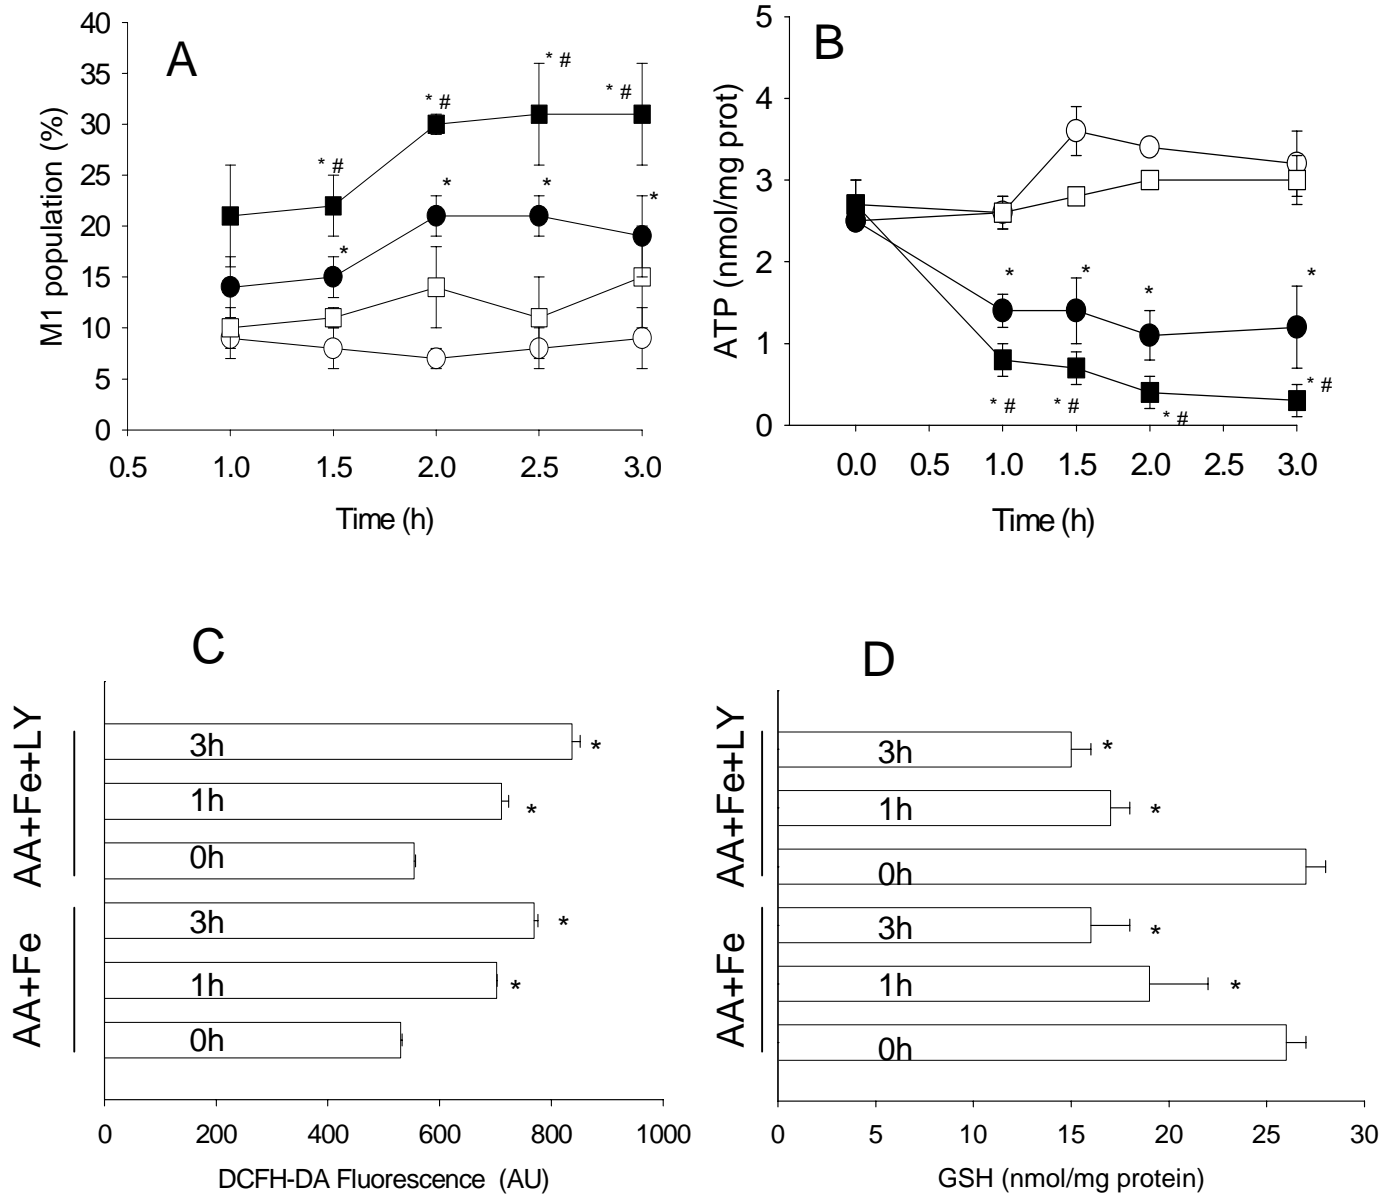 A
M1 population (%)
40
35
30
25
20
15
10
5
0
* #
* #
* #
* #
*
*
*
*
0.5 1.0 1.5 2.0 2.5 3.0
Time (h)
B
ATP (nmol/mg prot)
5
4
3
2
1
0
*
*
*
*
* #
* #
* #
* #
0.0 0.5 1.0 1.5 2.0 2.5 3.0
Time (h)
C
AA+Fe+LY
3h *
1h *
0h
AA+Fe
3h *
1h *
0h
0 200 400 600 800 1000
DCFH-DA Fluorescence (AU)
D
AA+Fe+LY
3h *
1h *
0h
AA+Fe
3h *
1h *
0h
0 5 10 15 20 25 30
GSH (nmol/mg protein)